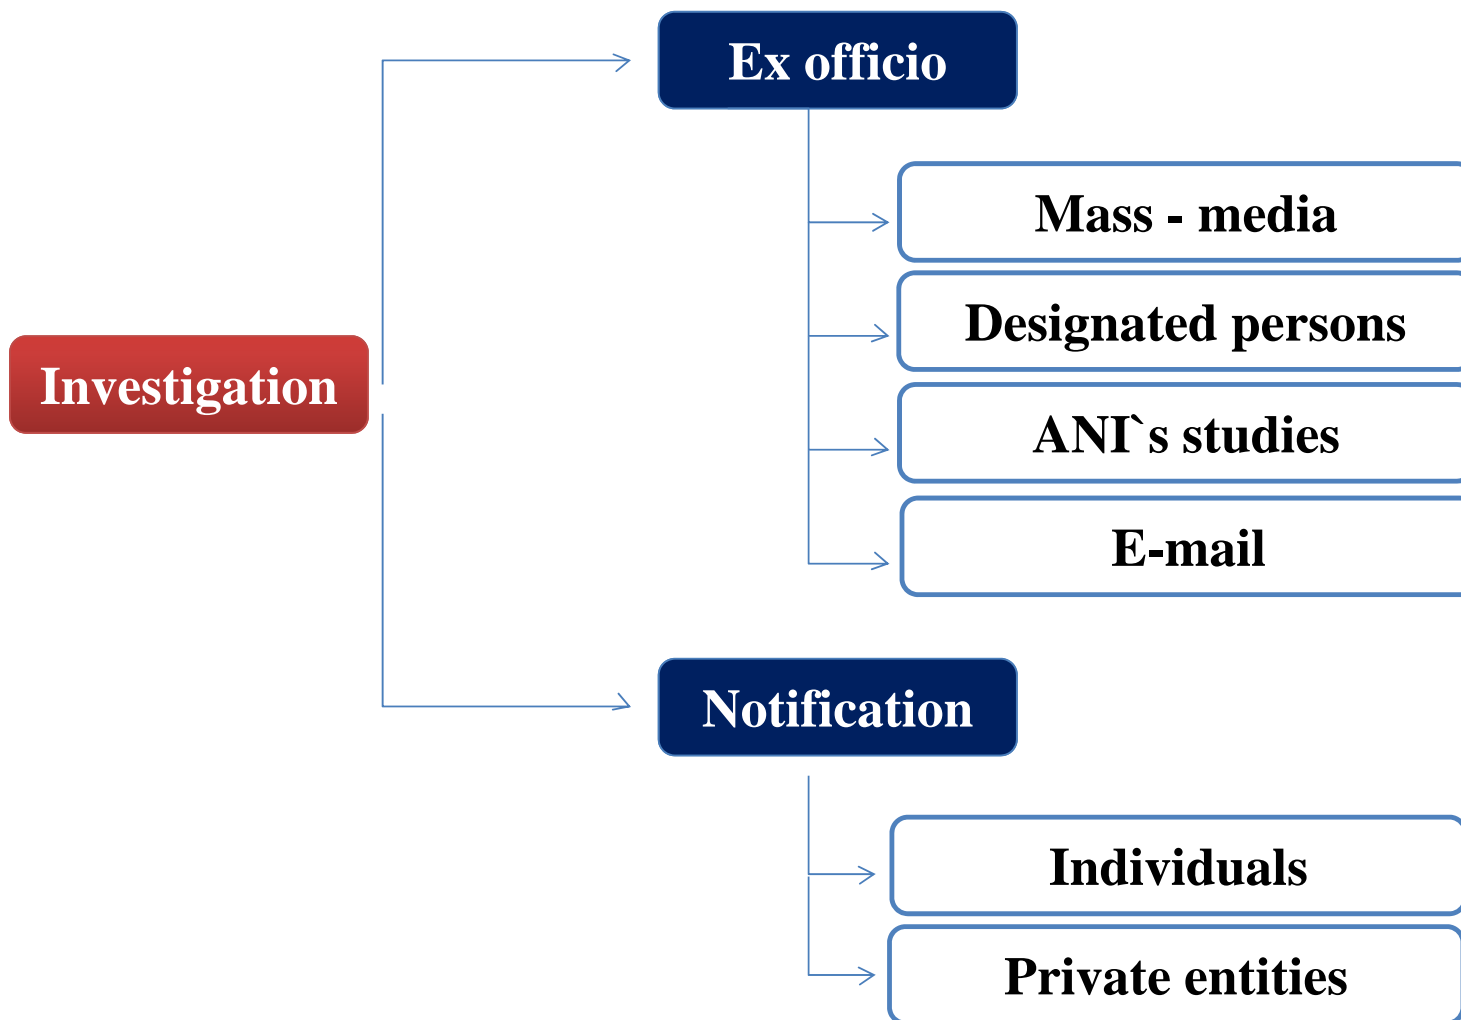 Ex officio
Mass - media
Designated persons
Investigation
ANI`s studies
E-mail
Notification
Individuals
Private entities